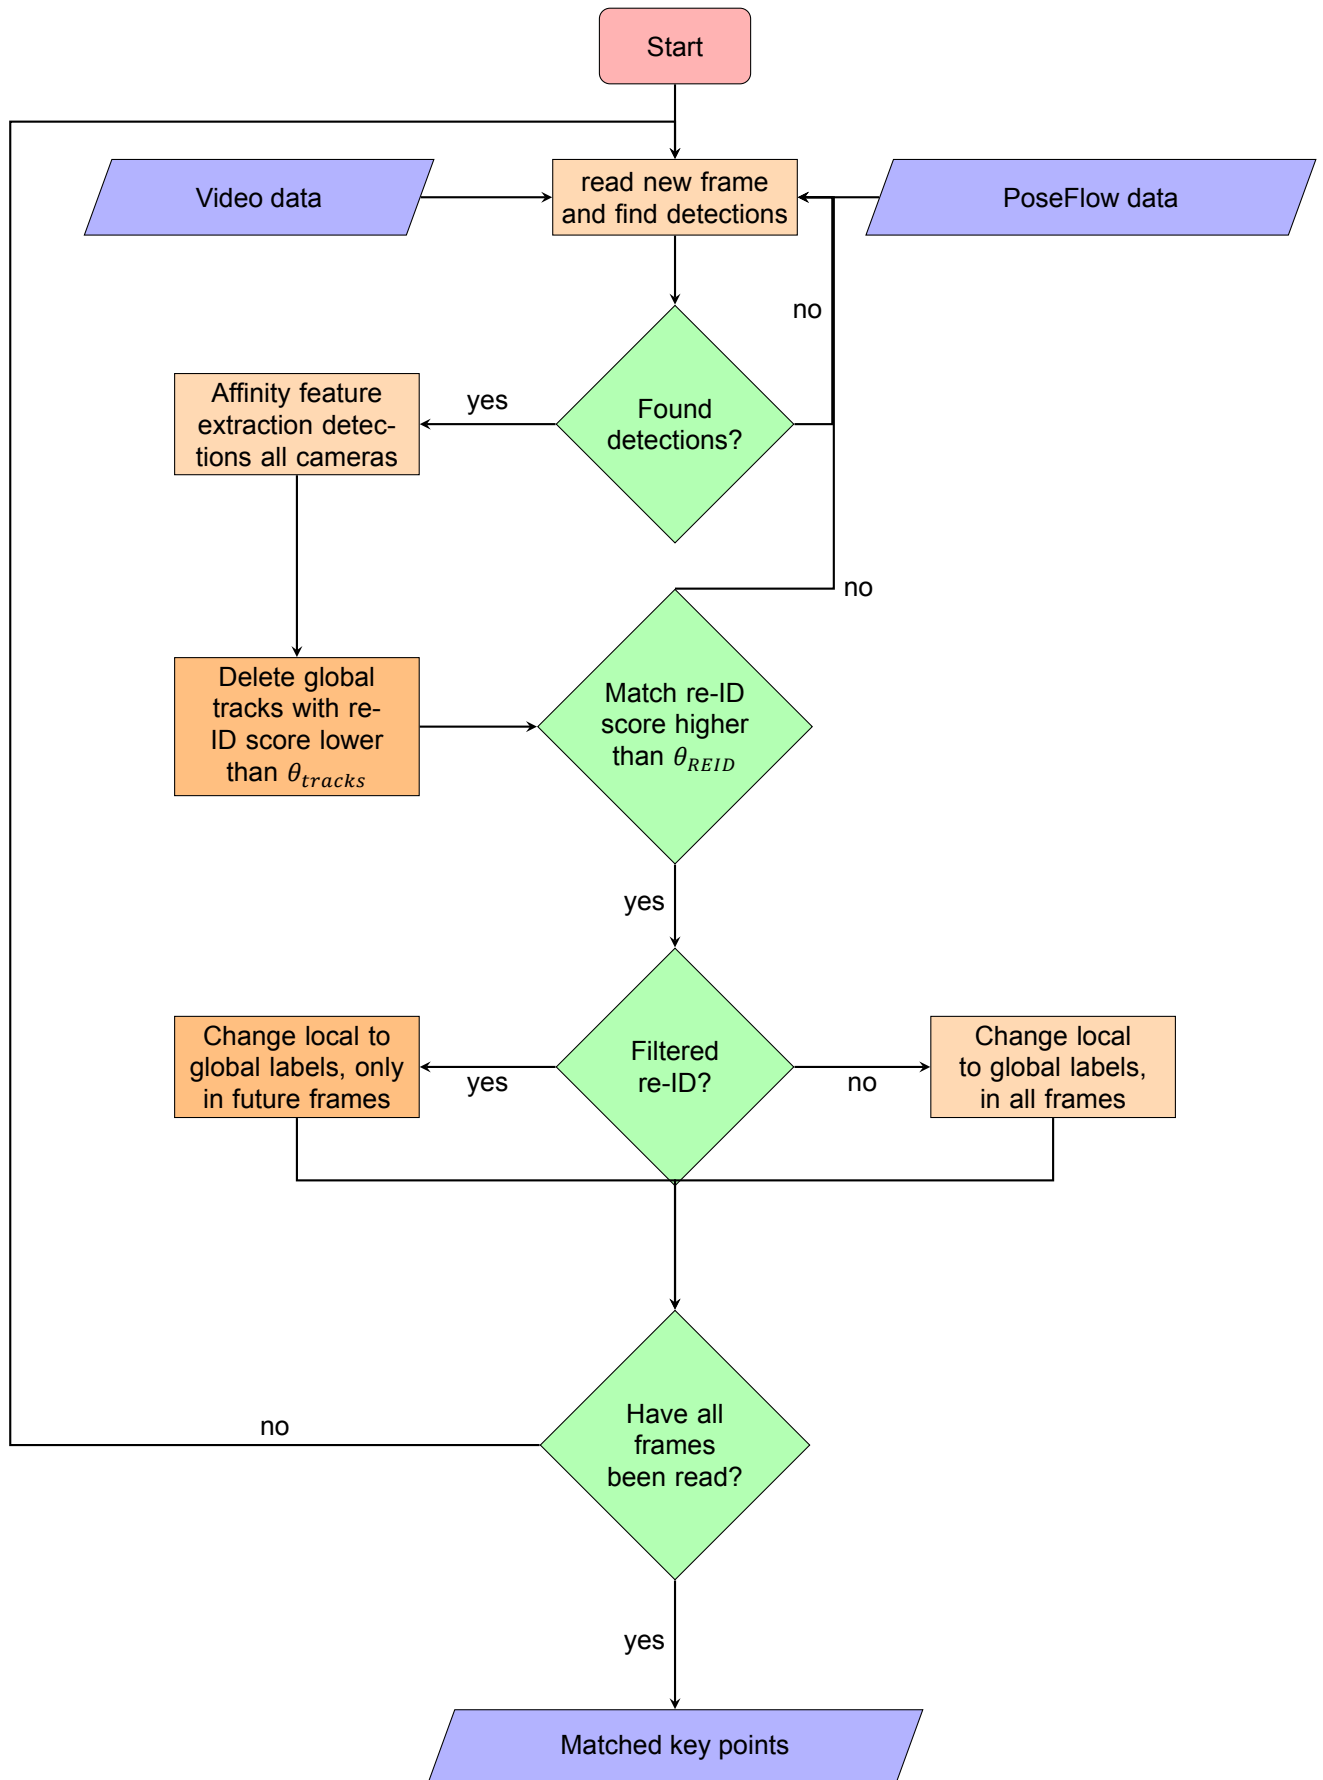 Start
Video data
read new frame
and find detections
PoseFlow data
no
Affinity feature
extraction detec-
tions all cameras
yes
Found
detections?
no
Delete global
tracks with re-
ID score lower
than θ_tracks
Match re-ID
score higher
than θ_REID
yes
Change local to
global labels, only
in future frames
yes
Filtered
re-ID?
no
Change local
to global labels,
in all frames
no
Have all
frames
been read?
yes
Matched key points